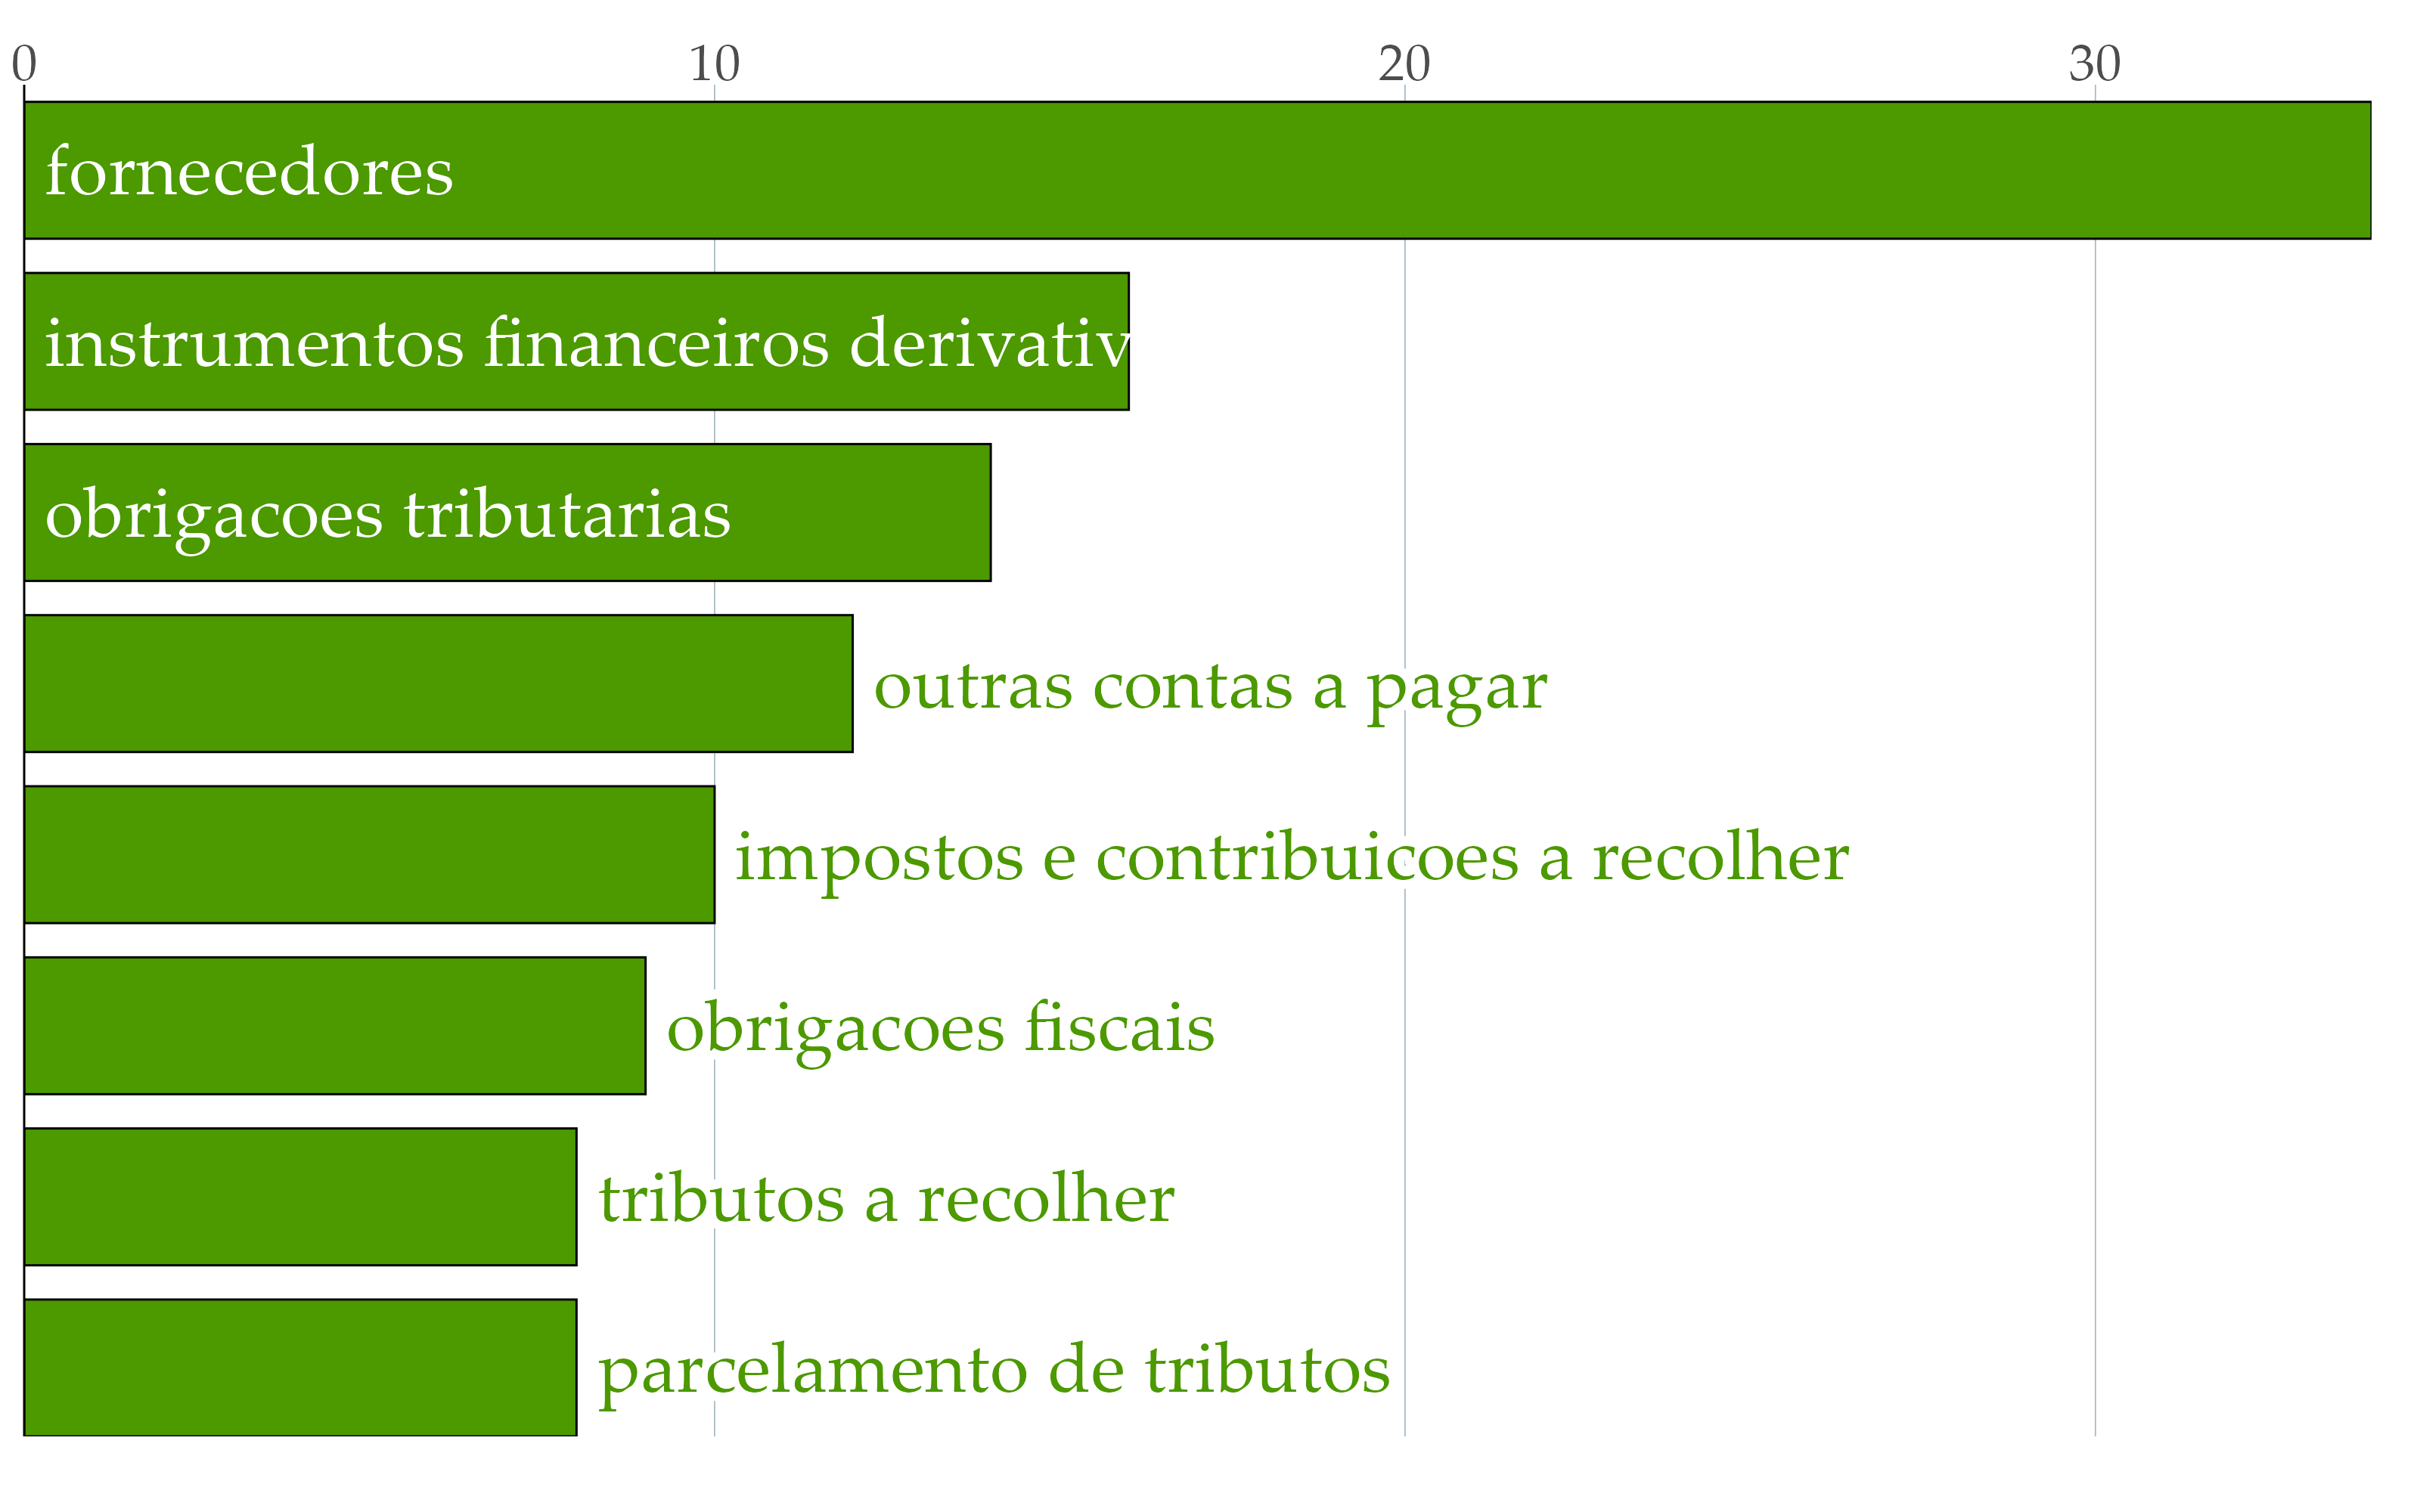 0 10 20 30
fornecedores
instrumentos financeiros derivativ
obrigacoes tributarias
outras contas a pagar
impostos e contribuicoes a recolher
obrigacoes fiscais
tributos a recolher
parcelamento de tributos